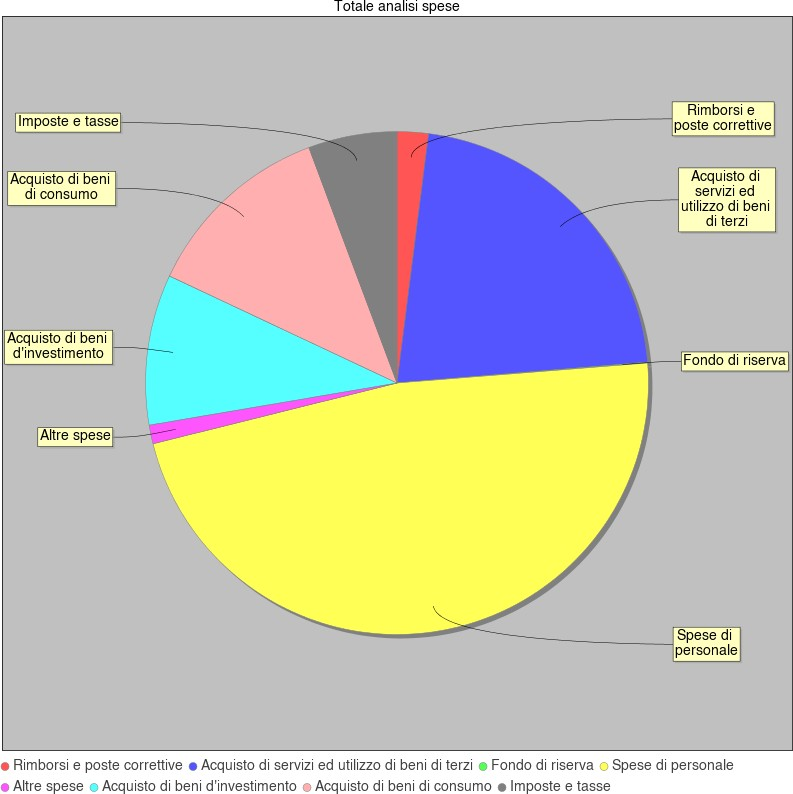 Totale analisi spese
Imposte e tasse
Rimborsi e
poste correttive
Acquisto di beni
di consumo
Acquisto di
servizi ed
utilizzo di beni
di terzi
Acquisto di beni
d'investimento
Fondo di riserva
Altre spese
Spese di
personale
Rimborsi e poste correttive Acquisto di servizi ed utilizzo di beni di terzi Fondo di riserva Spese di personale
Altre spese Acquisto di beni d'investimento Acquisto di beni di consumo Imposte e tasse